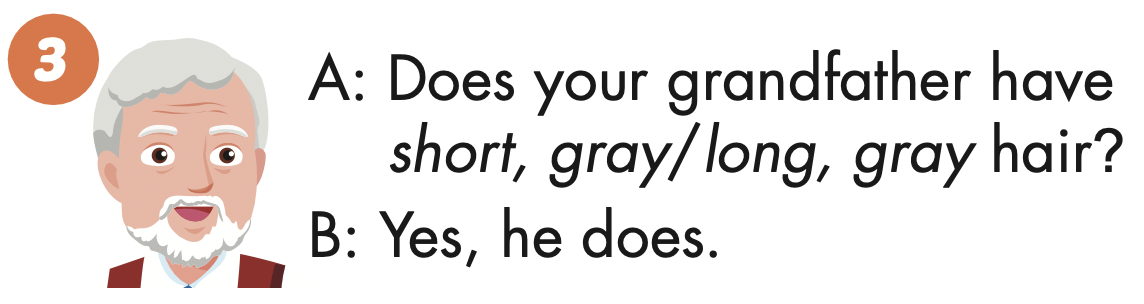 3
A: Does your grandfather have
short, gray/long, gray hair?
B: Yes, he does.